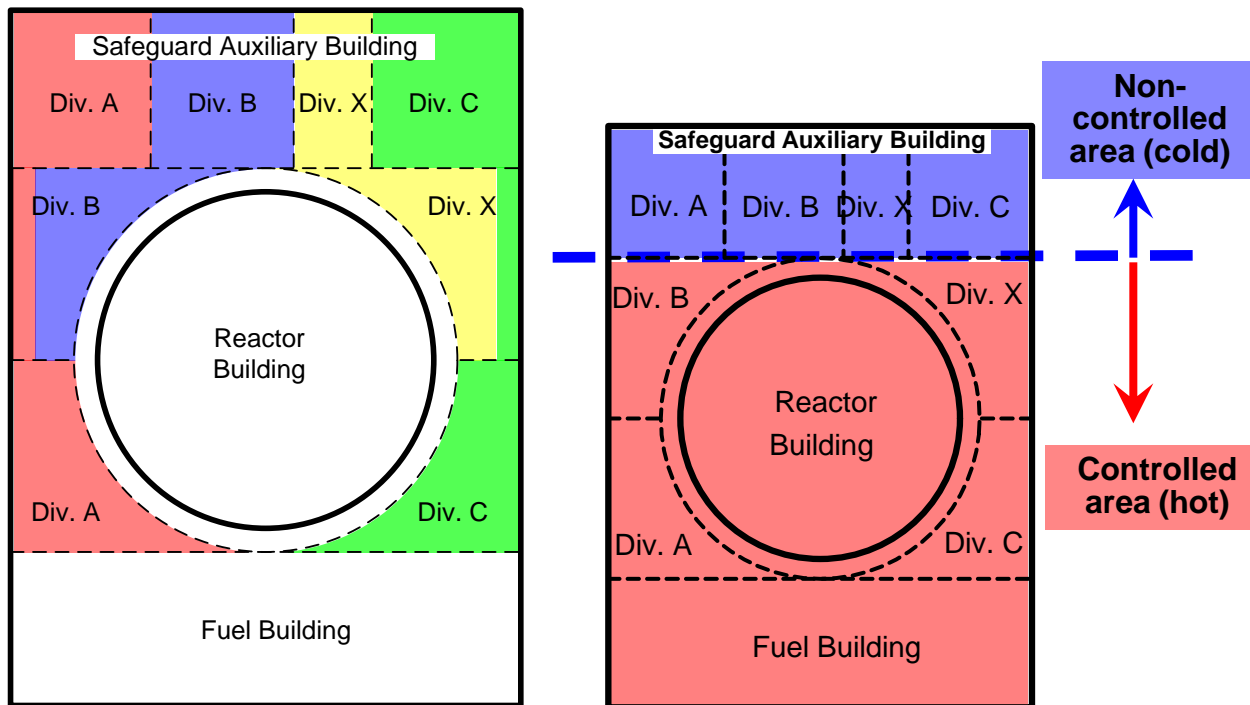 Safeguard Auxiliary Building
Div. A
Div. B
Div. X
Div. C
Div. B
Div. X
Reactor
Building
Div. A
Div. C
Fuel Building
Safeguard Auxiliary Building
Div. A
Div. B
Div. X
Div. C
Div. B
Div. X
Reactor
Building
Div. A
Div. C
Fuel Building
Non-
controlled
area (cold)
Controlled
area (hot)